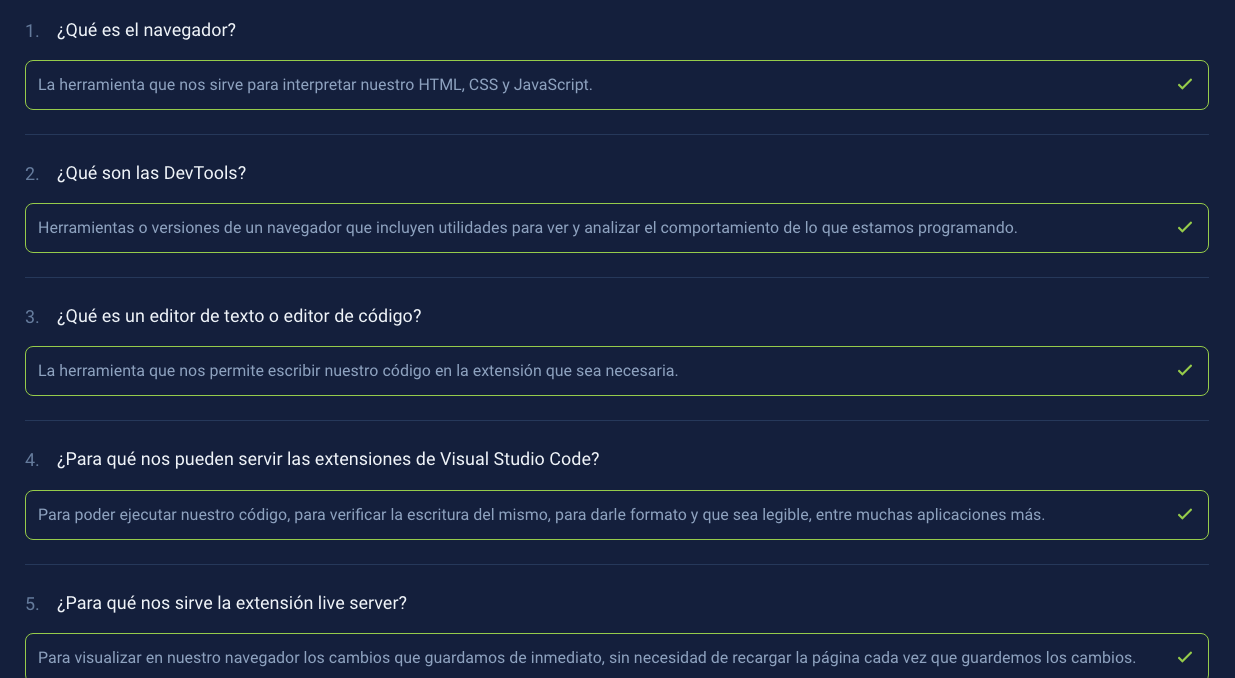 1. ¿Qué es el navegador?
La herramienta que nos sirve para interpretar nuestro HTML, CSS y JavaScript.
2. ¿Qué son las DevTools?
Herramientas o versiones de un navegador que incluyen utilidades para ver y analizar el comportamiento de lo que estamos programando.
3. ¿Qué es un editor de texto o editor de código?
La herramienta que nos permite escribir nuestro código en la extensión que sea necesaria.
4. ¿Para qué nos pueden servir las extensiones de Visual Studio Code?
Para poder ejecutar nuestro código, para verificar la escritura del mismo, para darle formato y que sea legible, entre muchas aplicaciones más.
5. ¿Para qué nos sirve la extensión live server?
Para visualizar en nuestro navegador los cambios que guardamos de inmediato, sin necesidad de recargar la página cada vez que guardemos los cambios.